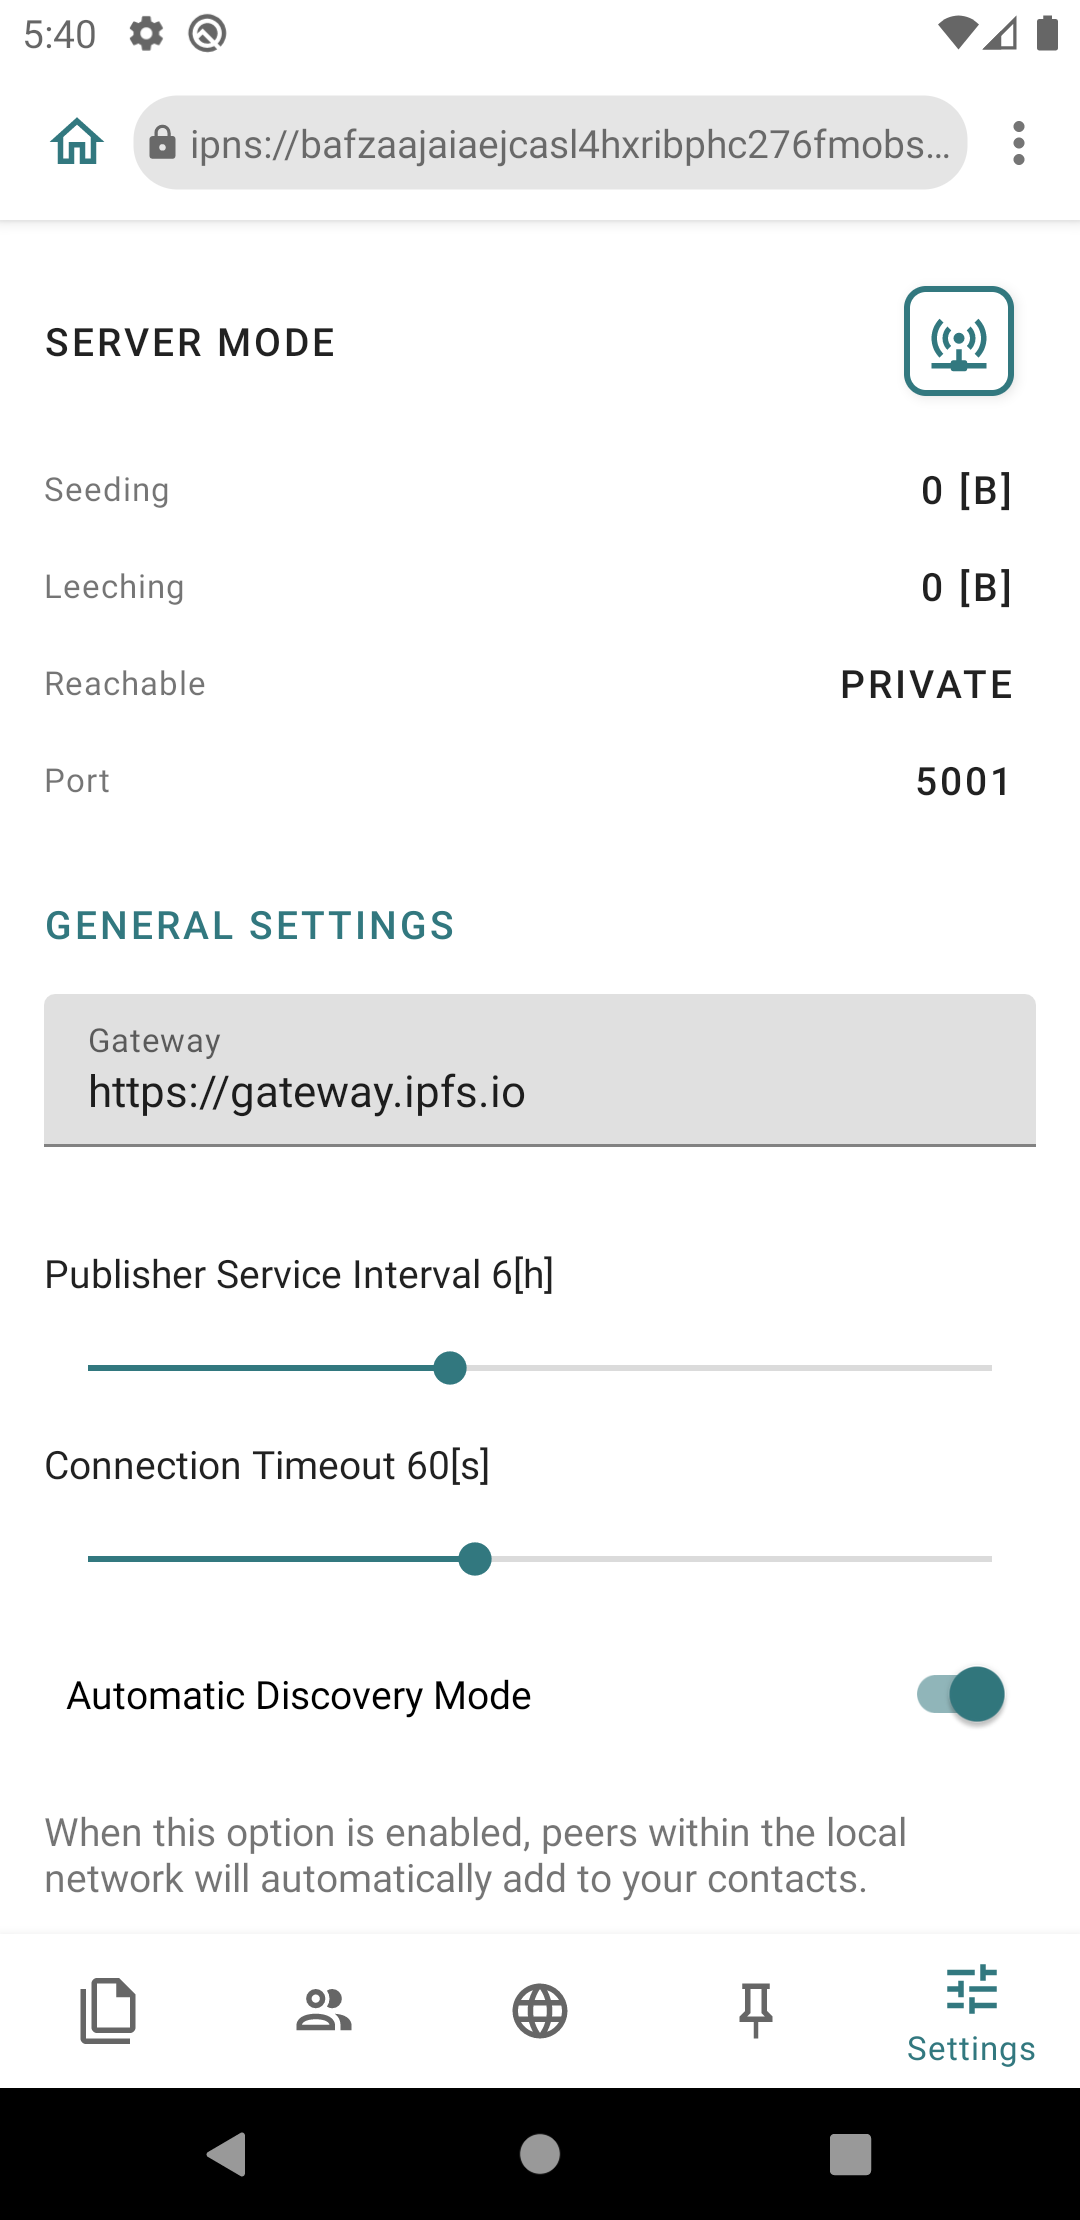 5:40
ipns://bafzaajaiaejcasl4hxribphc276fmobs...
SERVER MODE
Seeding 0 [B]
Leeching 0 [B]
Reachable PRIVATE
Port 5001
GENERAL SETTINGS
Gateway
https://gateway.ipfs.io
Publisher Service Interval 6[h]
Connection Timeout 60[s]
Automatic Discovery Mode
When this option is enabled, peers within the local
network will automatically add to your contacts.
Settings